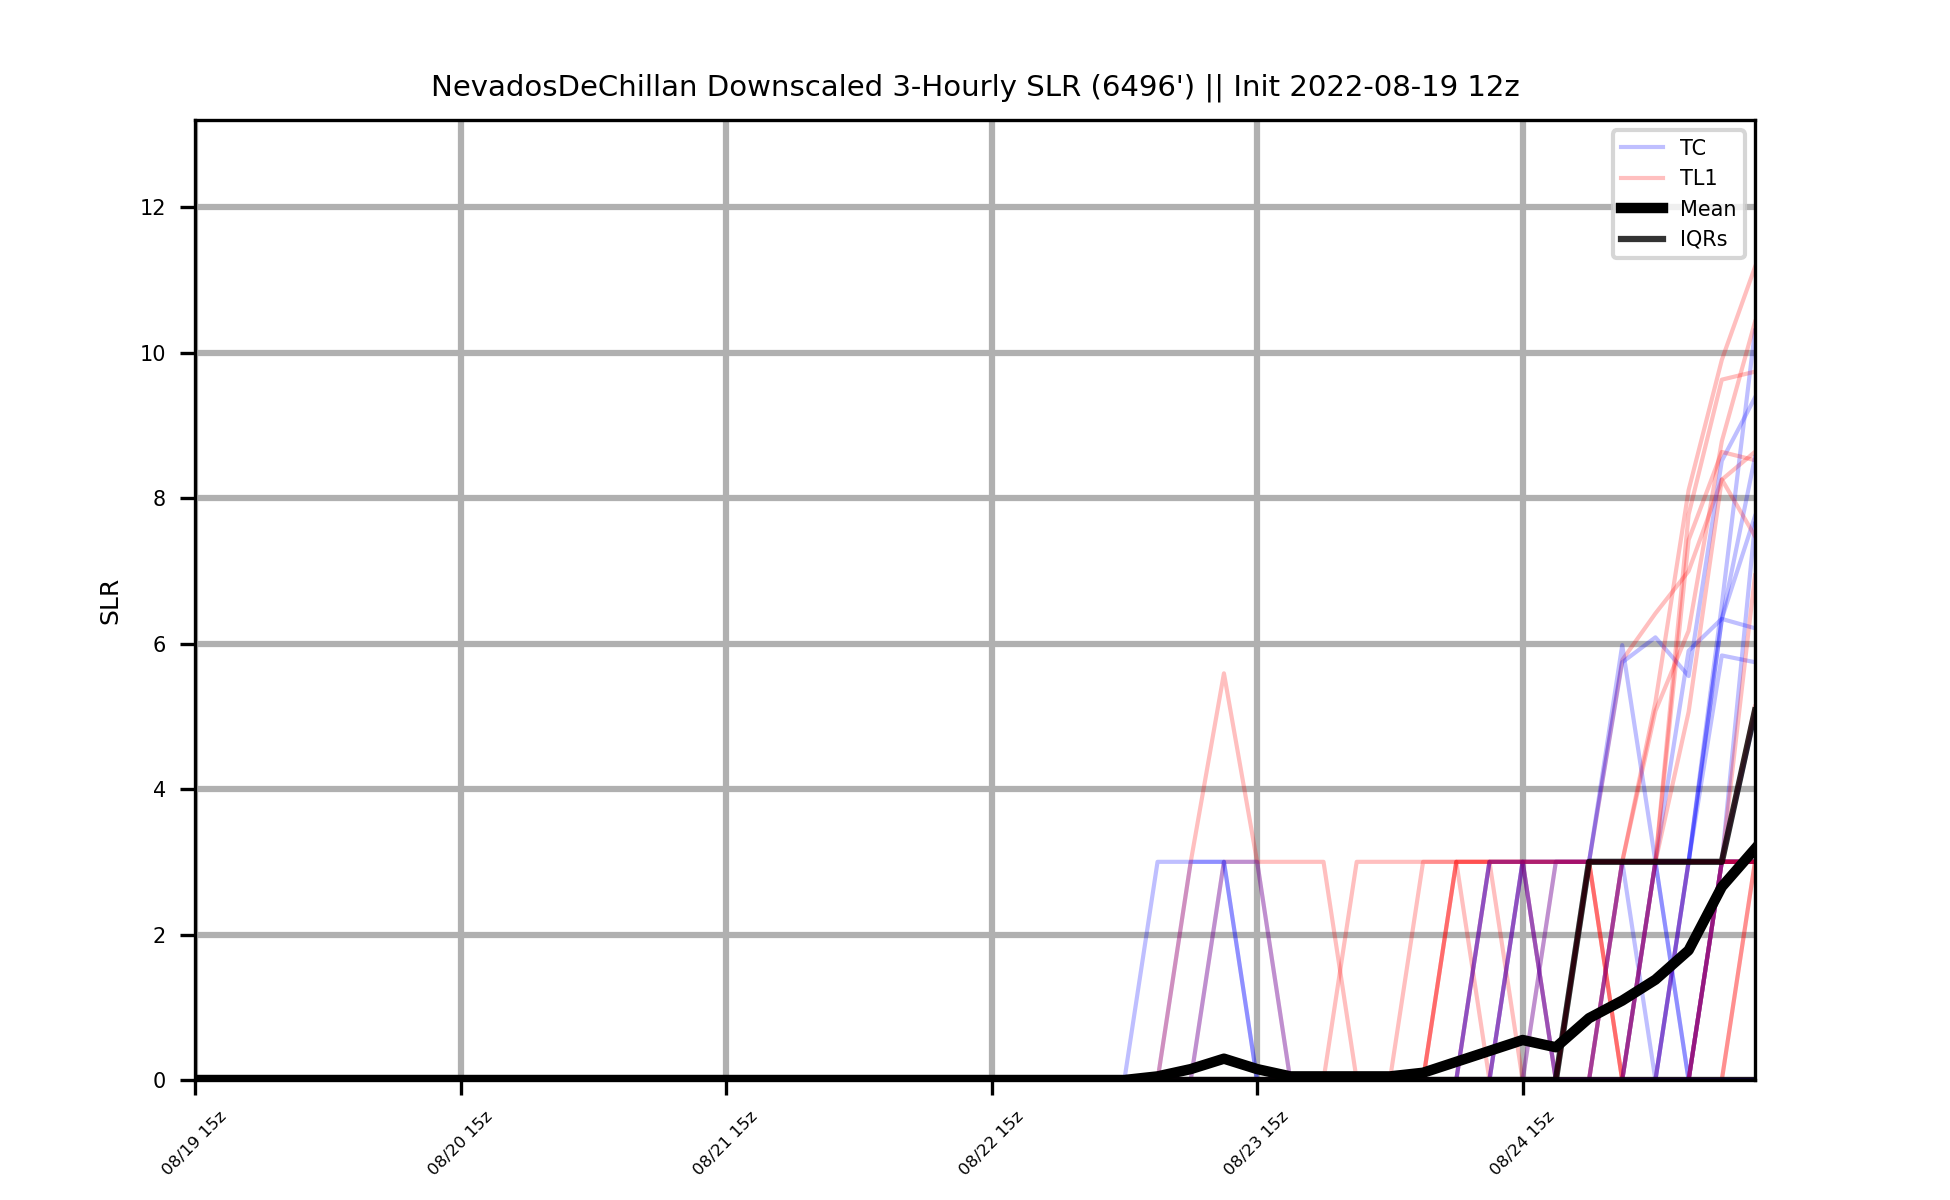 NevadosDeChillan Downscaled 3-Hourly SLR (6496') || Init 2022-08-19 12z
TC
TL1
Mean
IQRs
12
10
8
6
4
2
0
SLR
08/19 15z
08/20 15z
08/21 15z
08/22 15z
08/23 15z
08/24 15z